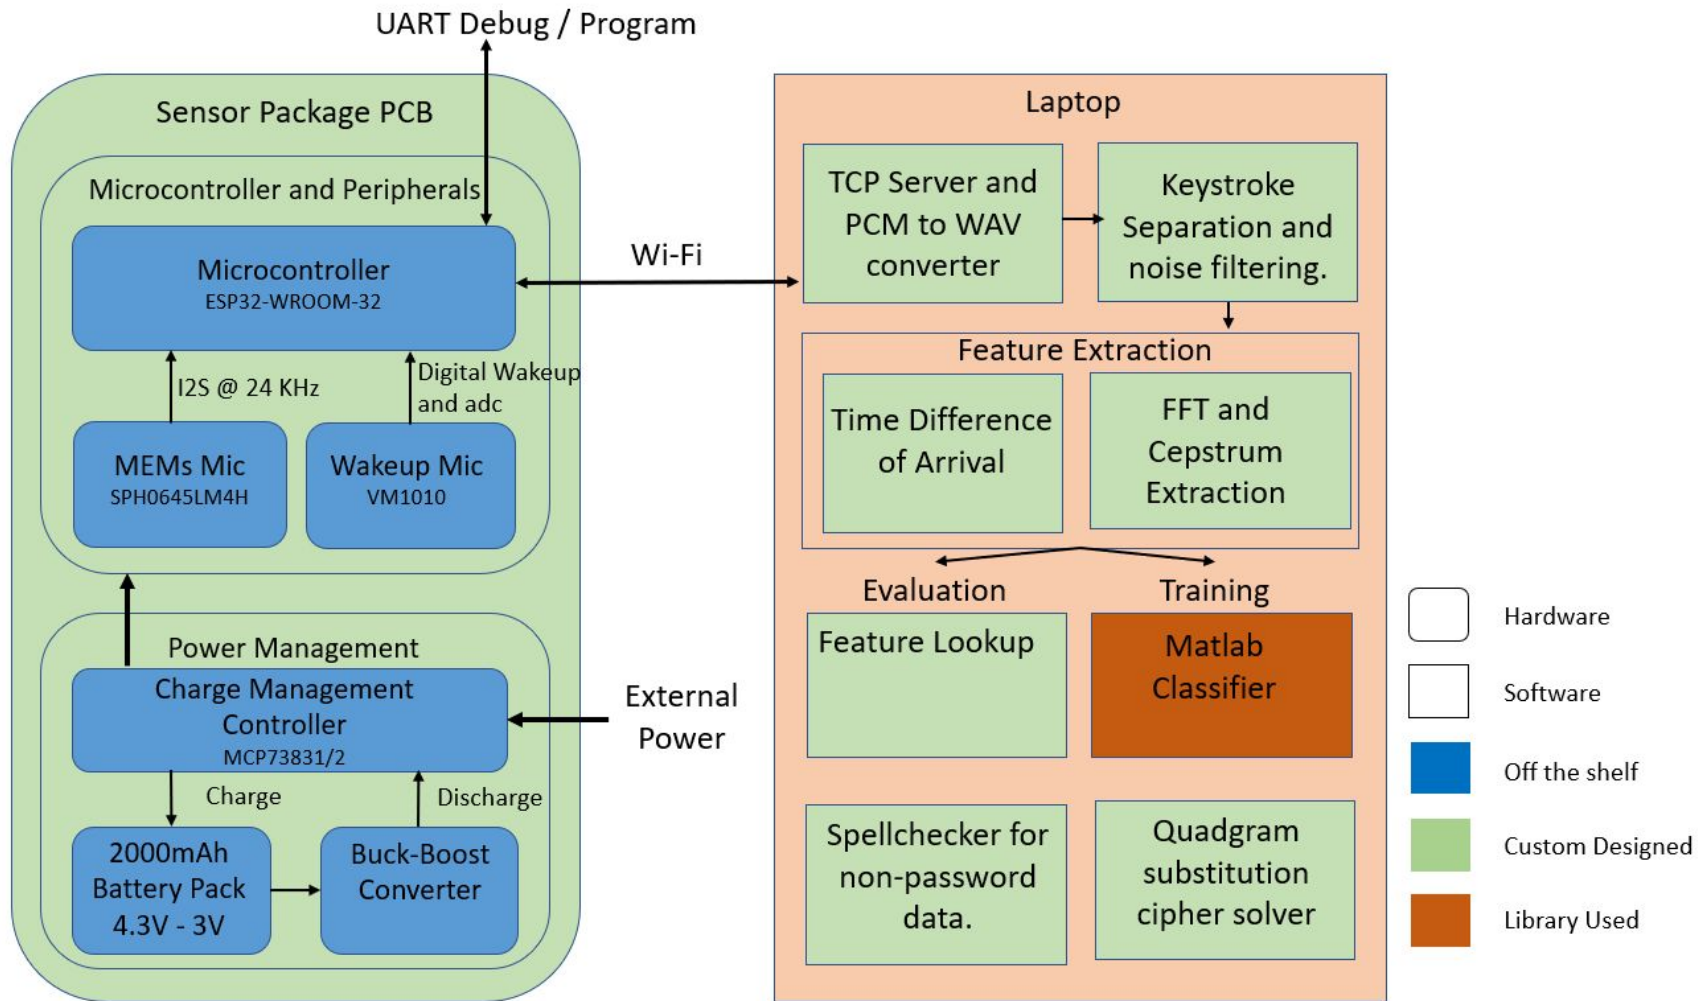 UART Debug / Program
Sensor Package PCB
Microcontroller and Peripherals
Microcontroller
ESP32-WROOM-32
I2S @ 24 KHz
Digital Wakeup
and adc
MEMs Mic
SPH0645LM4H
Wakeup Mic
VM1010
Power Management
Charge Management
Controller
MCP73831/2
Charge
Discharge
2000mAh
Battery Pack
4.3V - 3V
Buck-Boost
Converter
Wi-Fi
External
Power
Laptop
TCP Server and
PCM to WAV
converter
Keystroke
Separation and
noise filtering.
Feature Extraction
Time Difference
of Arrival
FFT and
Cepstrum
Extraction
Evaluation
Training
Feature Lookup
Matlab
Classifier
Spellchecker for
non-password
data.
Quadgram
substitution
cipher solver
Hardware
Software
Off the shelf
Custom Designed
Library Used